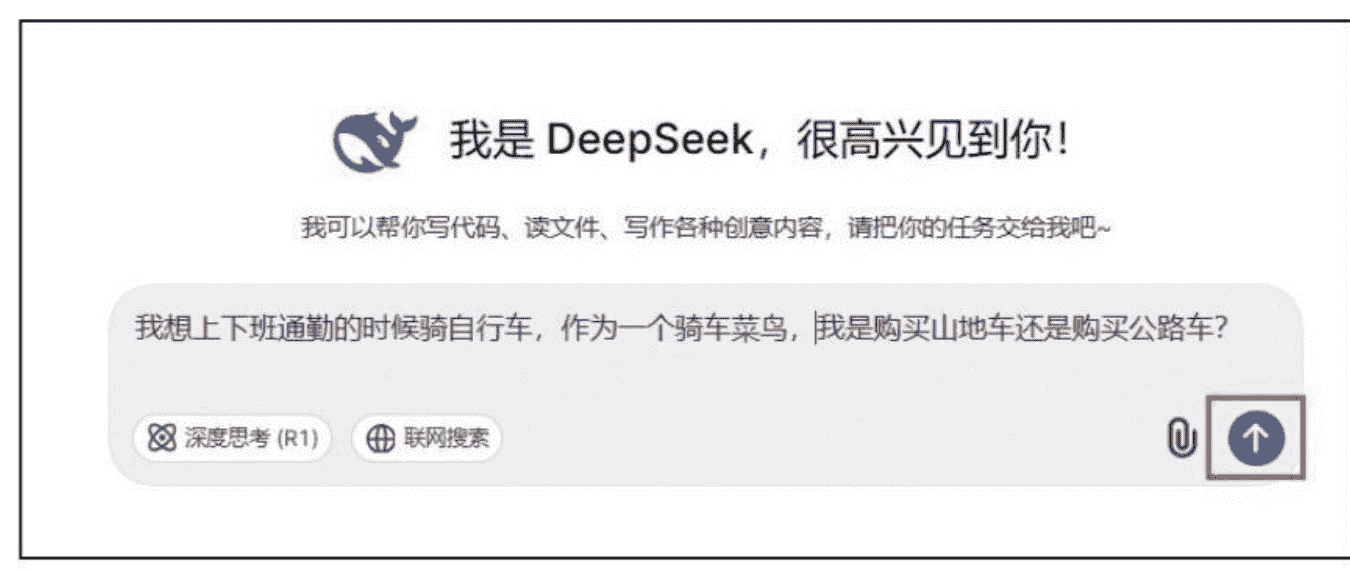 我是 DeepSeek，很高兴见到你！
我可以帮你写代码、读文件、写作各种创意内容，请把你的任务交给我吧~
我想上下班通勤的时候骑自行车，作为一个骑车菜鸟，我是购买山地车还是购买公路车？
深度思考 (R1) 联网搜索